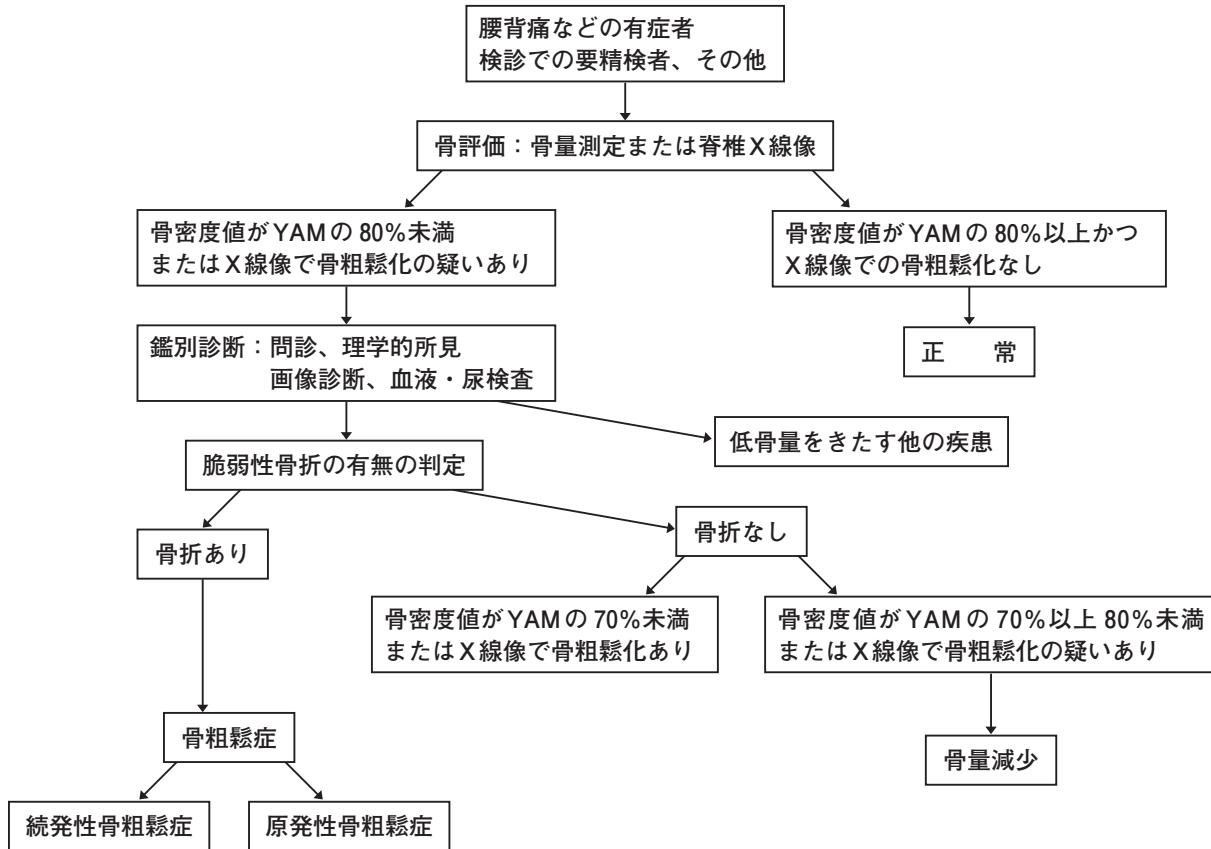 腰背痛などの有症者
検診での要精検者、その他
骨評価：骨量測定または脊椎X線像
骨密度値がYAMの80%未満
またはX線像で骨粗鬆化の疑いあり
骨密度値がYAMの80%以上かつ
X線像での骨粗鬆化なし
鑑別診断：問診、理学的所見
画像診断、血液・尿検査
正　　常
低骨量をきたす他の疾患
脆弱性骨折の有無の判定
骨折あり
骨折なし
骨密度値がYAMの70%未満
またはX線像で骨粗鬆化あり
骨密度値がYAMの70%以上80%未満
またはX線像で骨粗鬆化の疑いあり
骨粗鬆症
骨量減少
続発性骨粗鬆症
原発性骨粗鬆症